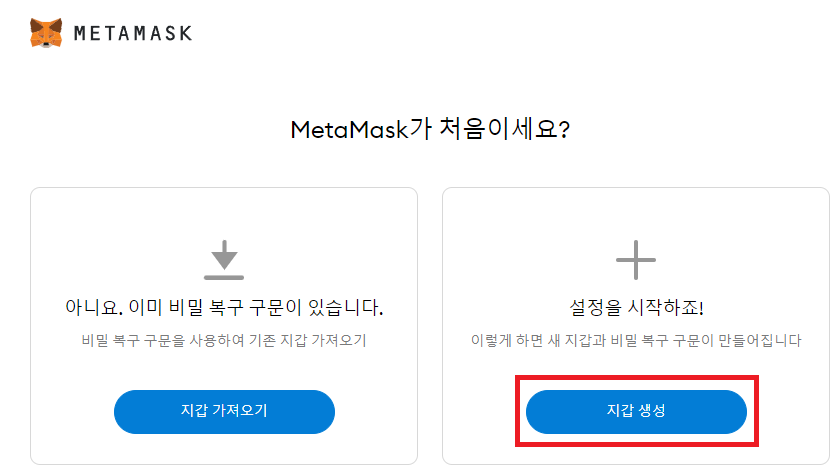 METAMASK
MetaMask가 처음이세요?
아니요. 이미 비밀 복구 구문이 있습니다.
비밀 복구 구문을 사용하여 기존 지갑 가져오기
지갑 가져오기
설정을 시작하죠!
이렇게 하면 새 지갑과 비밀 복구 구문이 만들어집니다
지갑 생성